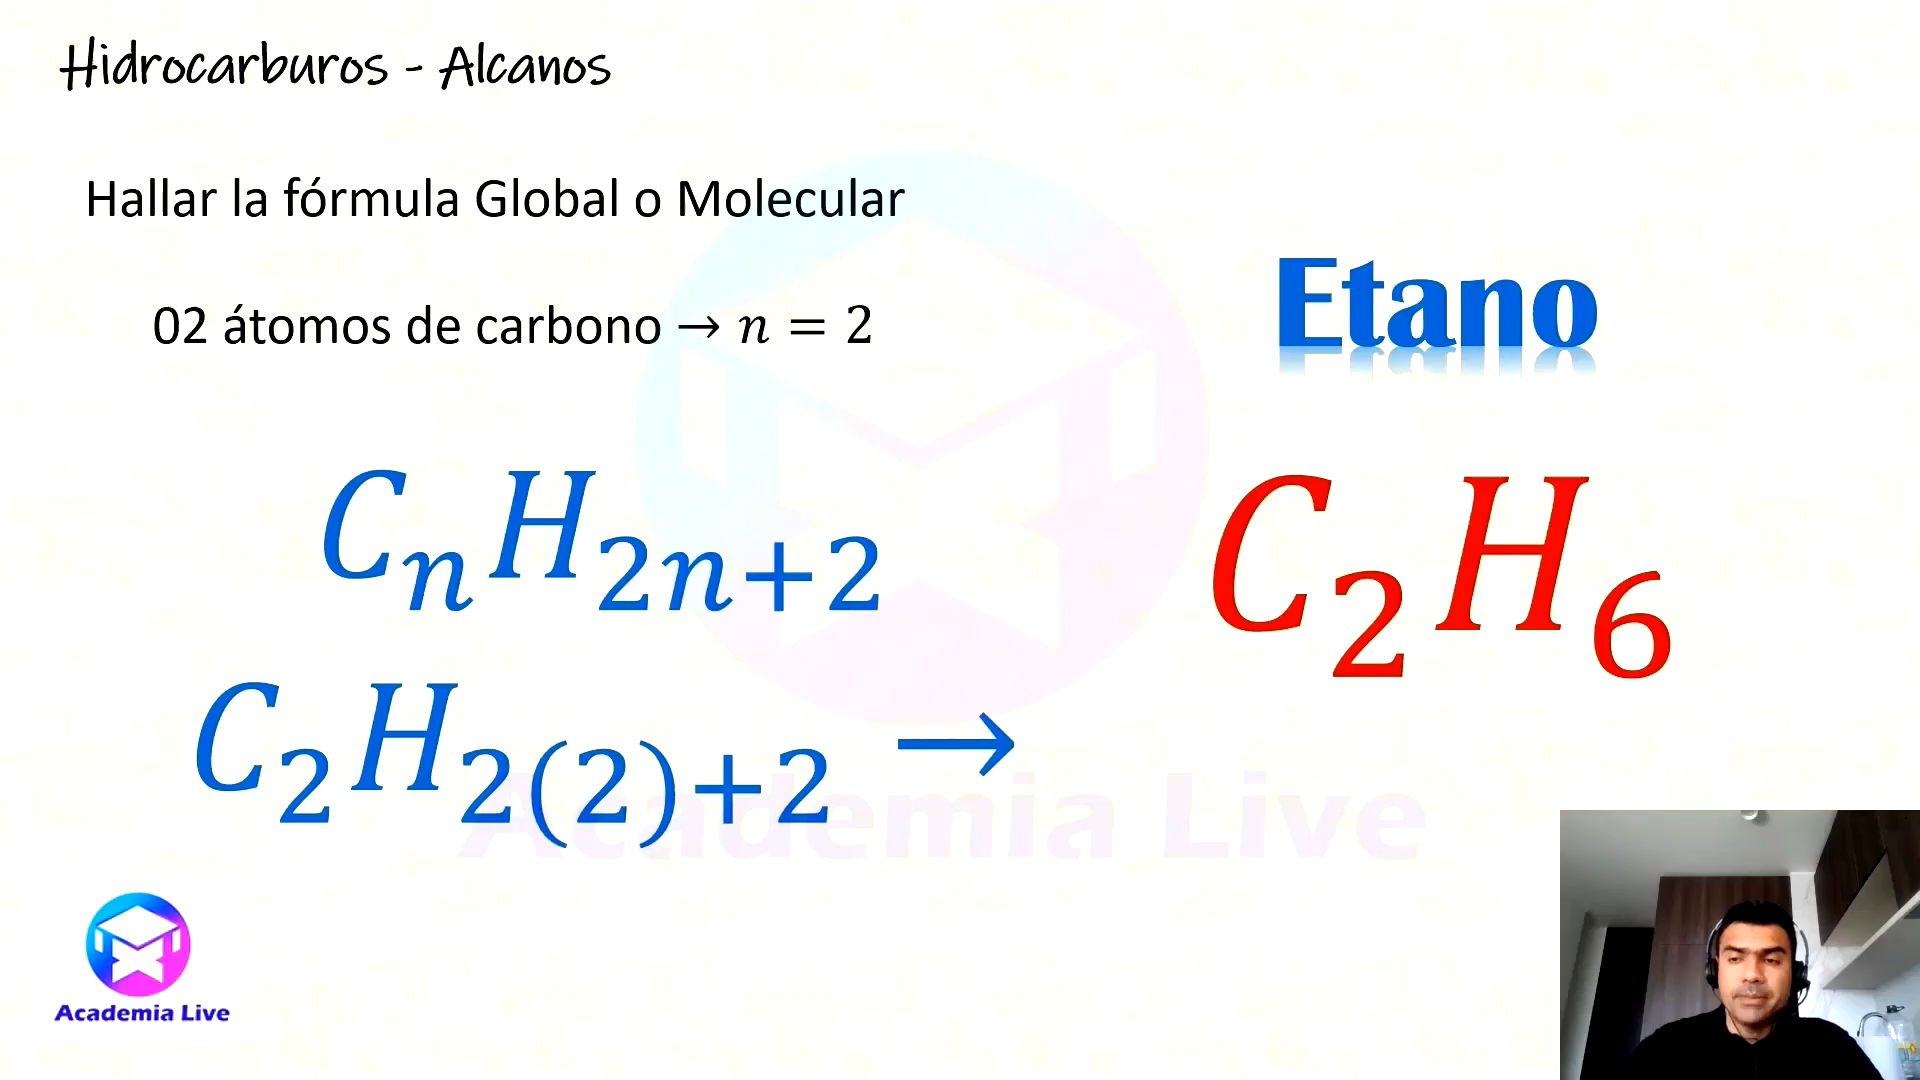 Hidrocarburos - Alcanos
Hallar la fórmula Global o Molecular
02 átomos de carbono → n = 2
Etano
CₙH₂ₙ₊₂
C₂H₆
C₂H₂₍₂₎₊₂ →
Academia Live
Academia Live